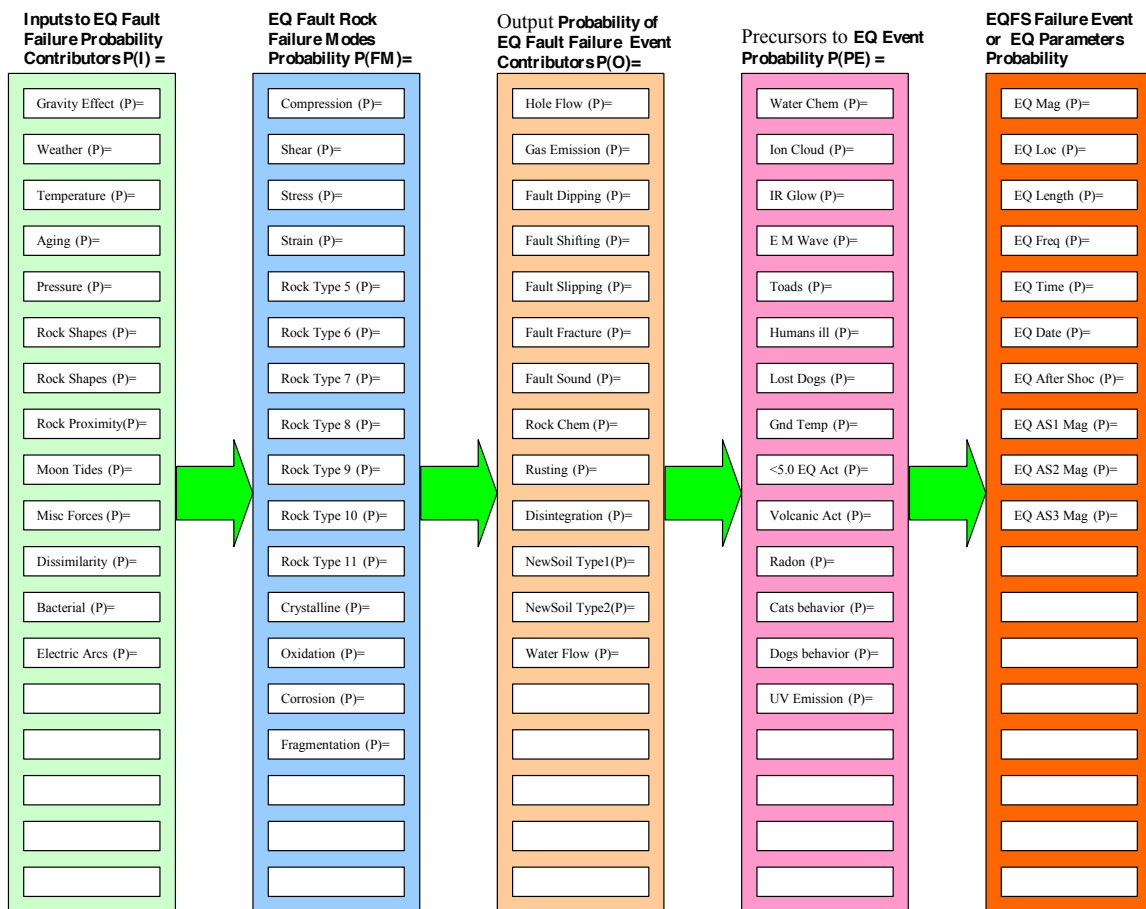 Inputs to EQ Fault
Failure Probability
Contributors P(I) =
Gravity Effect (P)=
Weather (P)=
Temperature (P)=
Aging (P)=
Pressure (P)=
Rock Shapes (P)=
Rock Shapes (P)=
Rock Proximity(P)=
Moon Tides (P)=
Misc Forces (P)=
Dissimilarity (P)=
Bacterial (P)=
Electric Arcs (P)=
EQ Fault Rock
Failure Modes
Probability P(FM)=
Compression (P)=
Shear (P)=
Stress (P)=
Strain (P)=
Rock Type 5 (P)=
Rock Type 6 (P)=
Rock Type 7 (P)=
Rock Type 8 (P)=
Rock Type 9 (P)=
Rock Type 10 (P)=
Rock Type 11 (P)=
Crystalline (P)=
Oxidation (P)=
Corrosion (P)=
Fragmentation (P)=
Output Probability of
EQ Fault Failure Event
Contributors P(O)=
Hole Flow (P)=
Gas Emission (P)=
Fault Dipping (P)=
Fault Shifting (P)=
Fault Slipping (P)=
Fault Fracture (P)=
Fault Sound (P)=
Rock Chem (P)=
Rusting (P)=
Disintegration (P)=
NewSoil Type1(P)=
NewSoil Type2(P)=
Water Flow (P)=
Precursors to EQ Event
Probability P(PE) =
Water Chem (P)=
Ion Cloud (P)=
IR Glow (P)=
E M Wave (P)=
Toads (P)=
Humans ill (P)=
Lost Dogs (P)=
Gnd Temp (P)=
<5.0 EQ Act (P)=
Volcanic Act (P)=
Radon (P)=
Cats behavior (P)=
Dogs behavior (P)=
UV Emission (P)=
EQFS Failure Event
or EQ Parameters
Probability
EQ Mag (P)=
EQ Loc (P)=
EQ Length (P)=
EQ Freq (P)=
EQ Time (P)=
EQ Date (P)=
EQ After Shoc (P)=
EQ AS1 Mag (P)=
EQ AS2 Mag (P)=
EQ AS3 Mag (P)=